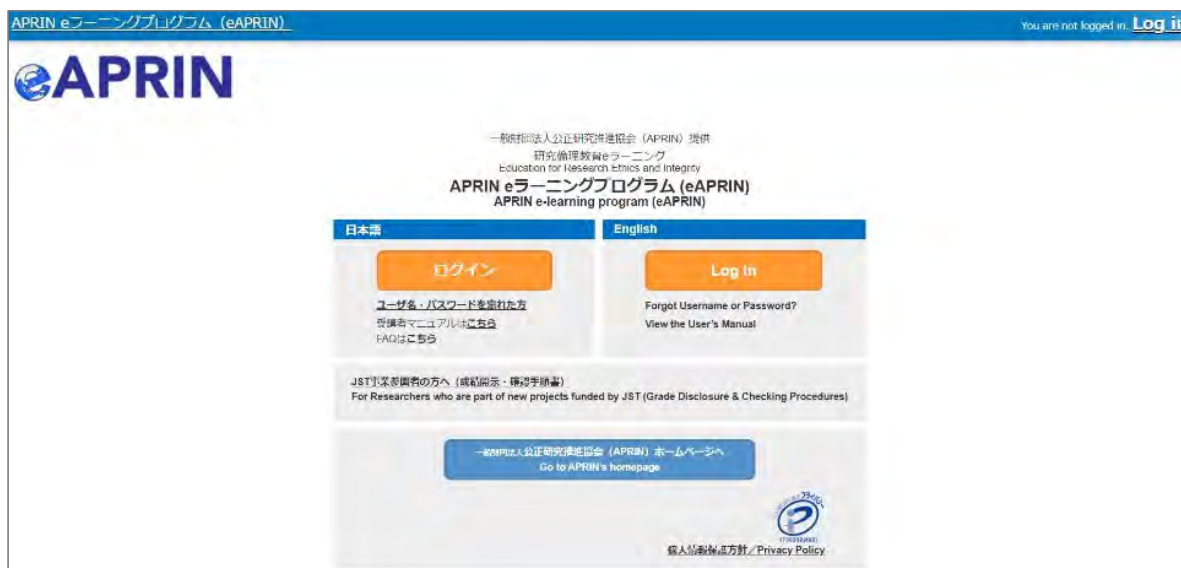 APRIN eラーニングプログラム (eAPRIN)
You are not logged in. Log in
eAPRIN
一般財団法人公正研究推進協会 (APRIN) 提供
研究倫理教育eラーニング
Education for Research Ethics and Integrity
APRIN eラーニングプログラム (eAPRIN)
APRIN e-learning program (eAPRIN)
日本語
ログイン
ユーザ名・パスワードを忘れた方
受講者マニュアルはこちら
FAQはこちら
English
Log In
Forgot Username or Password?
View the User's Manual
JST事業参画者の方へ (成績開示・確認手順書)
For Researchers who are part of new projects funded by JST (Grade Disclosure & Checking Procedures)
一般財団法人公正研究推進協会 (APRIN) ホームページへ
Go to APRIN's homepage
プライバシー
個人情報保護方針／Privacy Policy